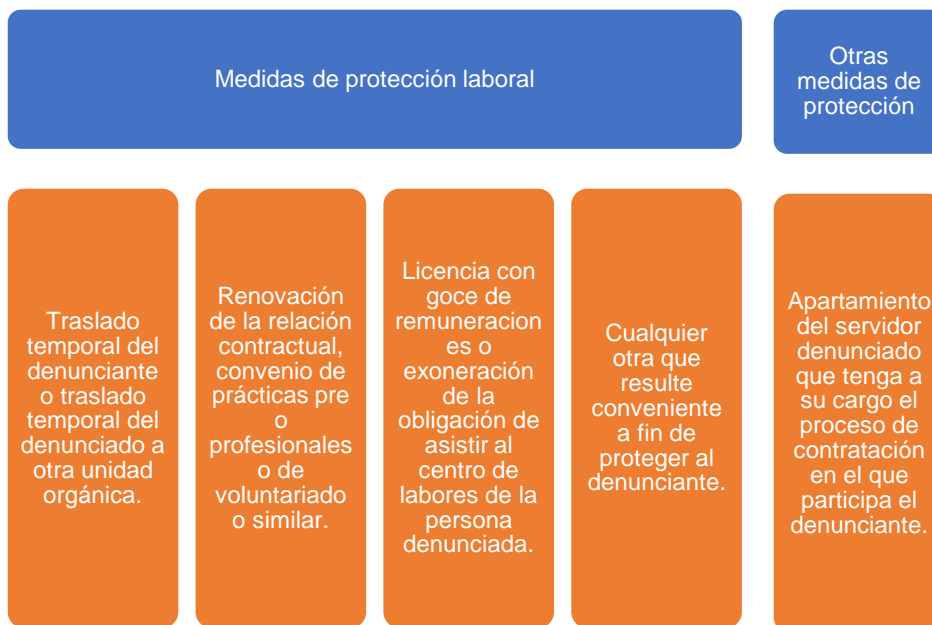 Medidas de protección laboral
Otras
medidas de
protección
Traslado
temporal del
denunciante
o traslado
temporal del
denunciado a
otra unidad
orgánica.
Renovación
de la relación
contractual,
convenio de
prácticas pre
o
profesionales
o de
voluntariado
o similar.
Licencia con
goce de
remuneracion
es o
exoneración
de la
obligación de
asistir al
centro de
labores de la
persona
denunciada.
Cualquier
otra que
resulte
conveniente
a fin de
proteger al
denunciante.
Apartamiento
del servidor
denunciado
que tenga a
su cargo el
proceso de
contratación
en el que
participa el
denunciante.